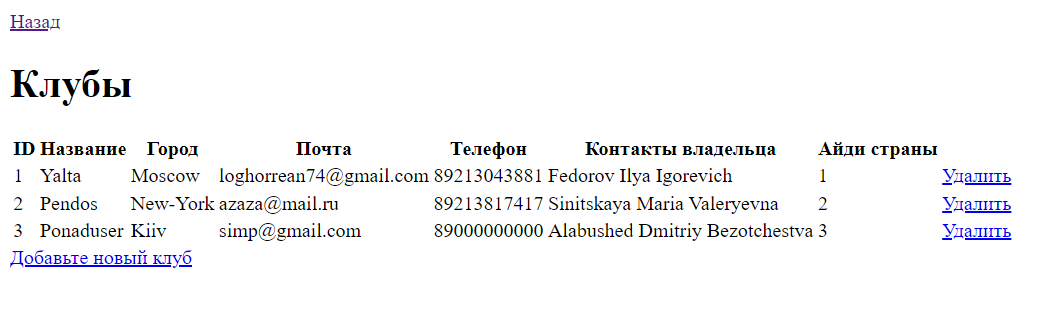 Назад
Клубы
ID Название Город Почта Телефон Контакты владельца Айди страны
1 Yalta Moscow loghorrean74@gmail.com 89213043881 Fedorov Ilya Igorevich 1 Удалить
2 Pendos New-York azaza@mail.ru 89213817417 Sinitskaya Maria Valeryevna 2 Удалить
3 Ponaduser Kiiv simp@gmail.com 89000000000 Alabushed Dmitriy Bezotchestva 3 Удалить
Добавьте новый клуб